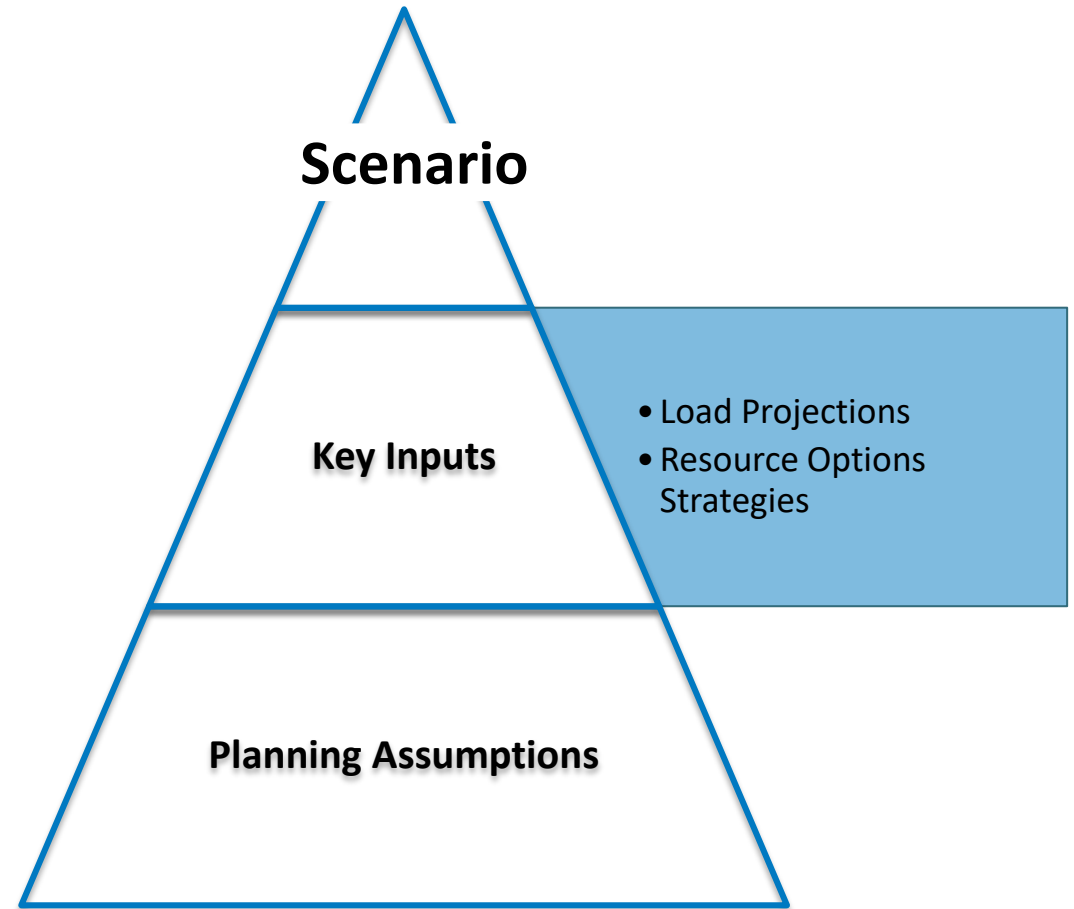 Scenario
Key Inputs
• Load Projections
• Resource Options
Strategies
Planning Assumptions